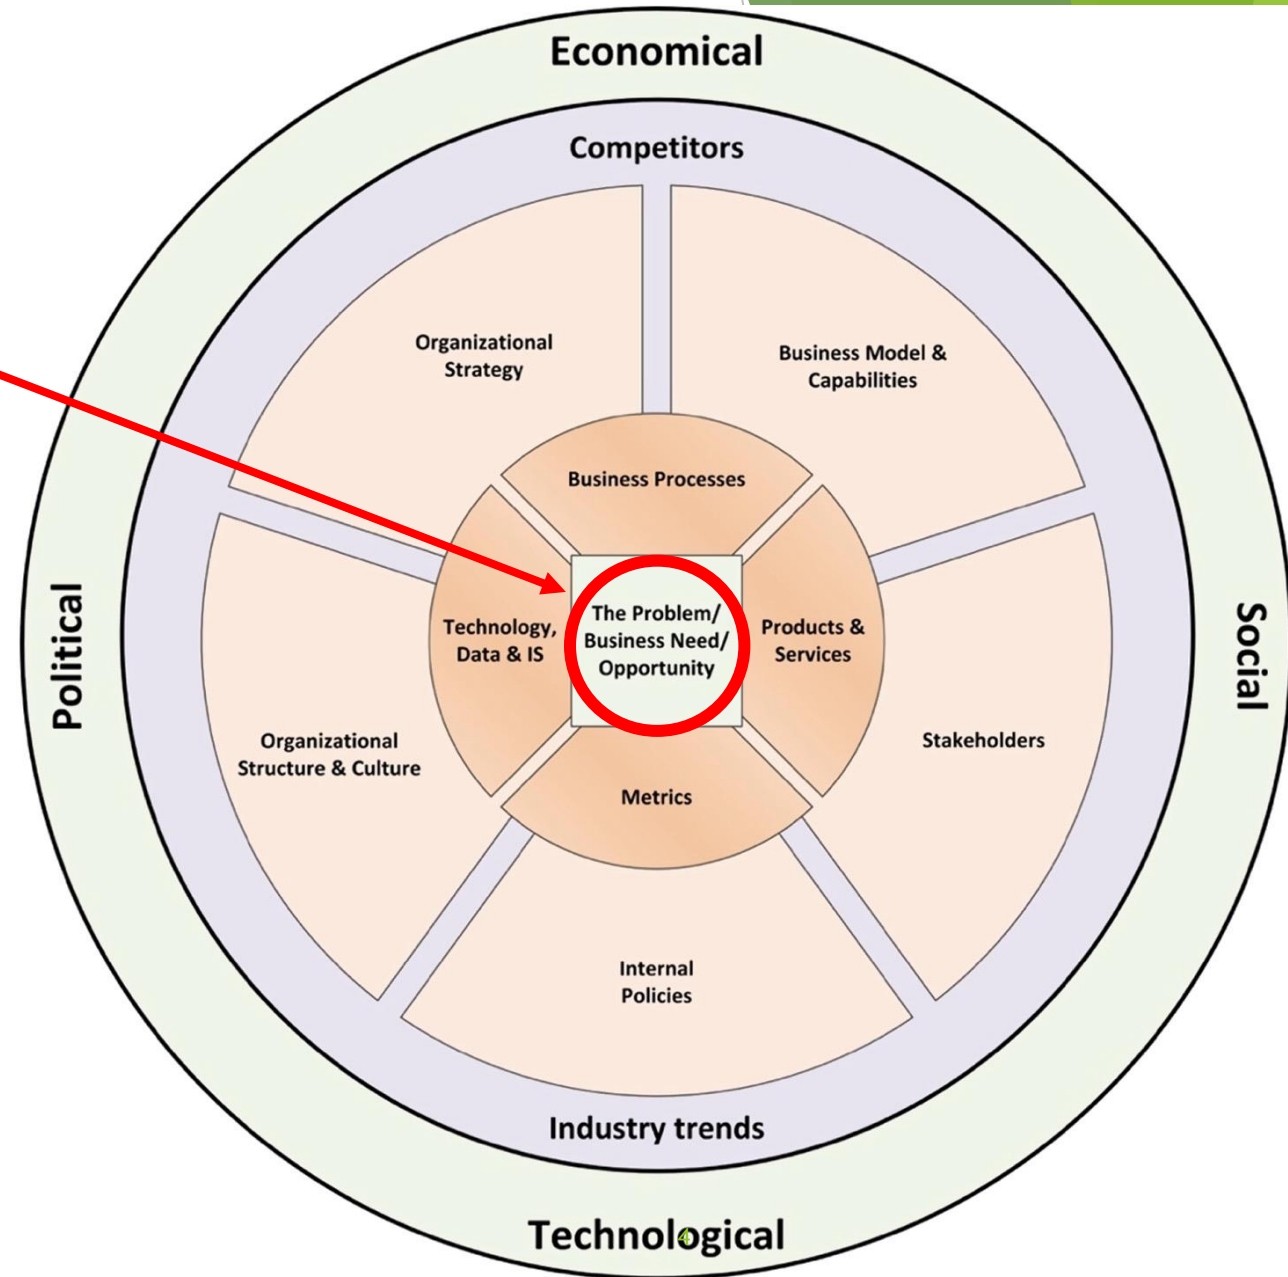 Economical
Competitors
Organizational
Strategy
Business Model &
Capabilities
Business Processes
Political
Technology,
Data & IS
The Problem/
Business Need/
Opportunity
Products &
Services
Social
Organizational
Structure & Culture
Stakeholders
Metrics
Internal
Policies
Industry trends
Technological
4